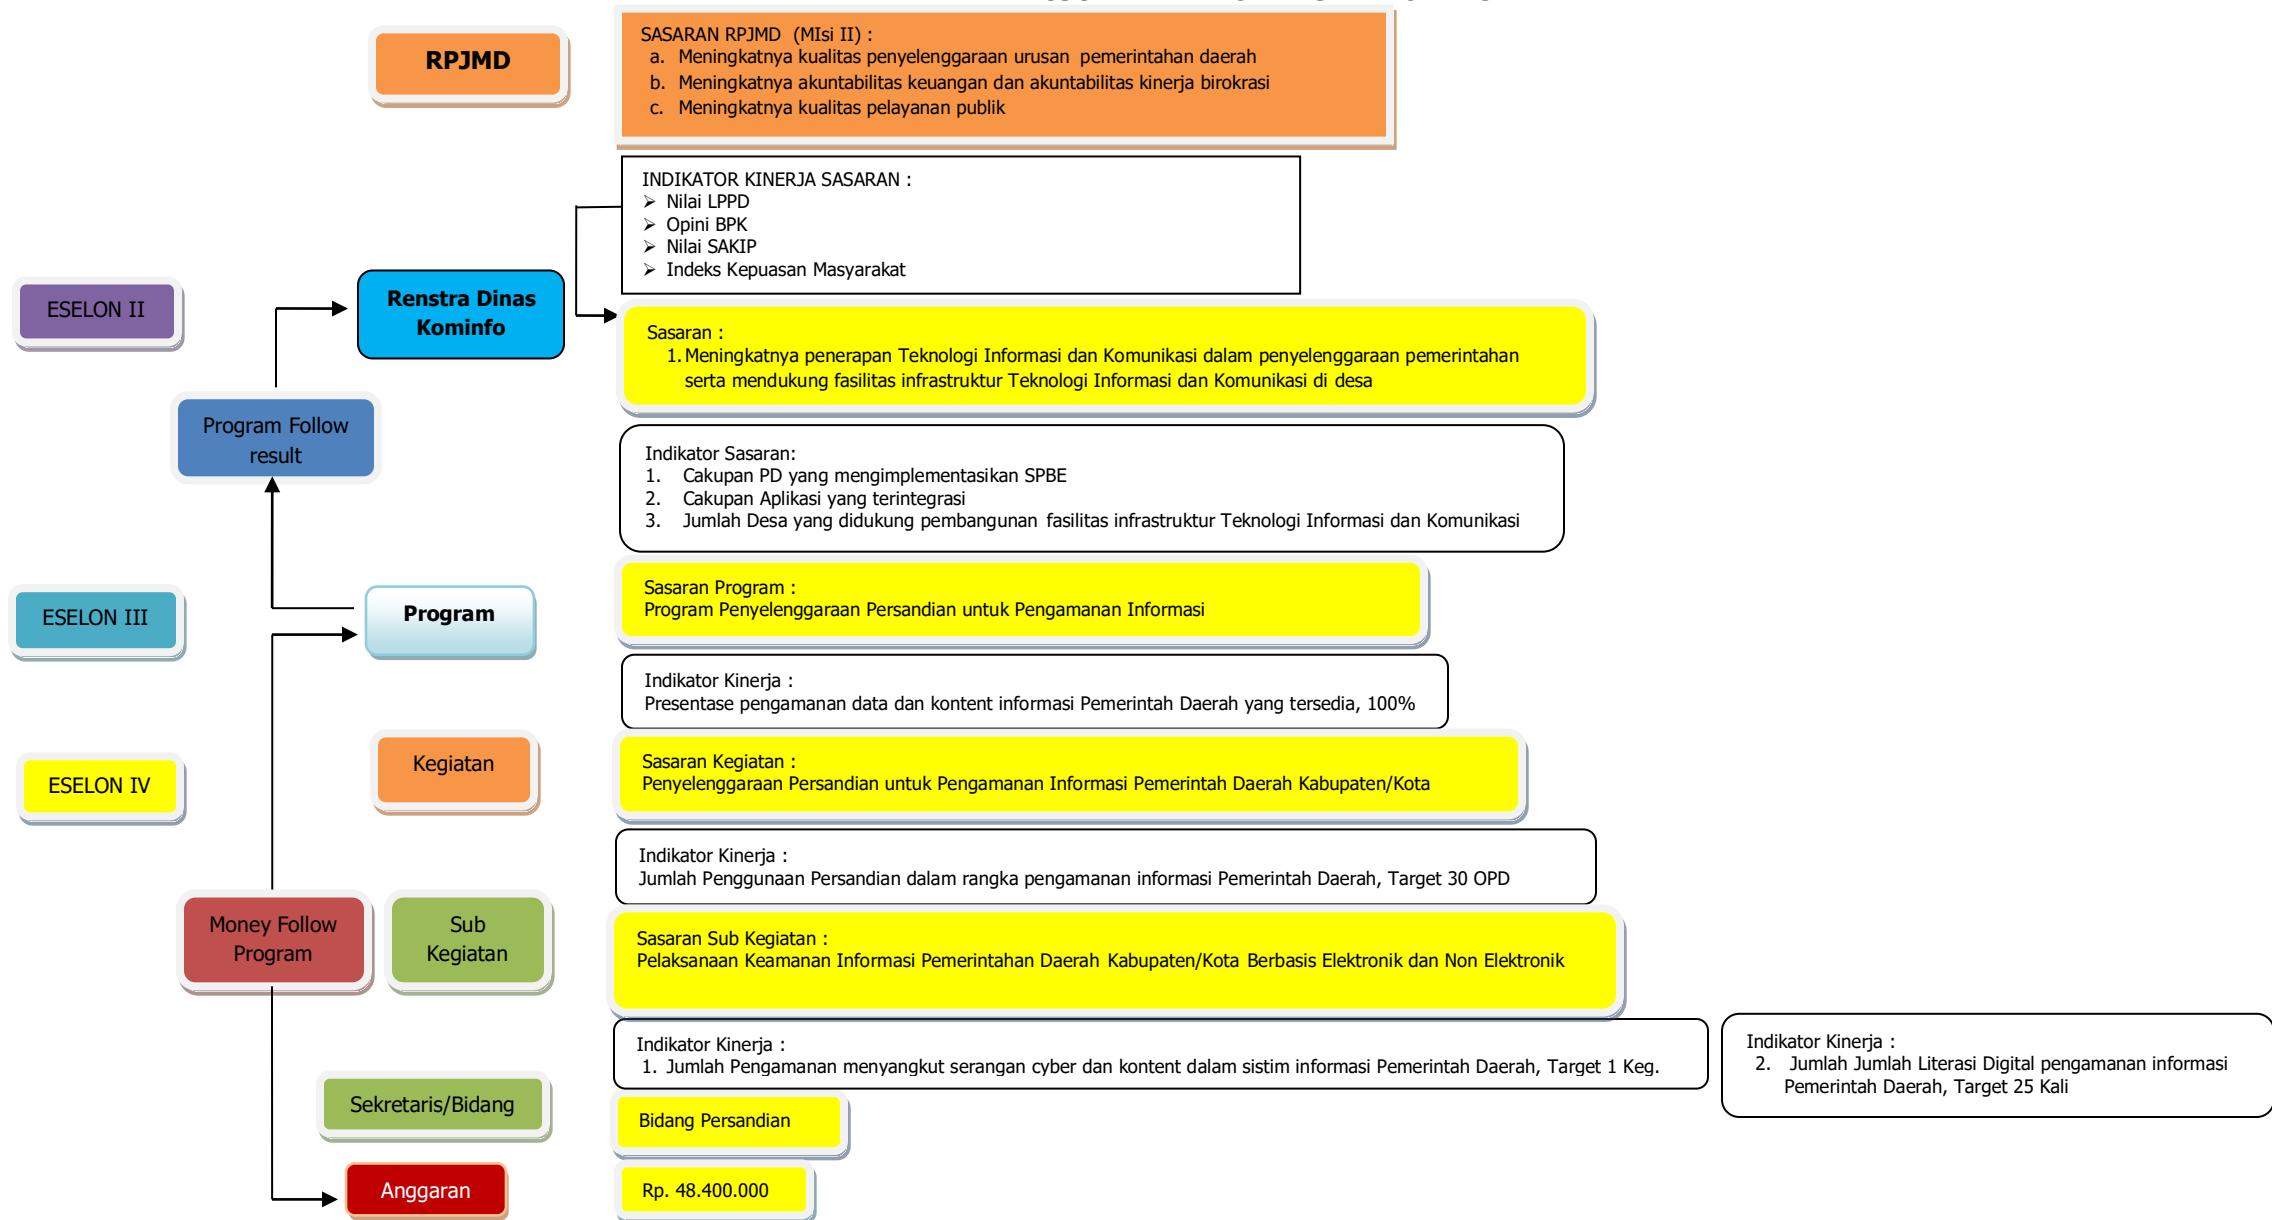 RPJMD
SASARAN RPJMD (MIsi II) :
a. Meningkatnya kualitas penyelenggaraan urusan pemerintahan daerah
b. Meningkatnya akuntabilitas keuangan dan akuntabilitas kinerja birokrasi
c. Meningkatnya kualitas pelayanan publik
INDIKATOR KINERJA SASARAN :
➢ Nilai LPPD
➢ Opini BPK
➢ Nilai SAKIP
➢ Indeks Kepuasan Masyarakat
ESELON II
Renstra Dinas
Kominfo
Sasaran :
1. Meningkatnya penerapan Teknologi Informasi dan Komunikasi dalam penyelenggaraan pemerintahan
serta mendukung fasilitas infrastruktur Teknologi Informasi dan Komunikasi di desa
Program Follow
result
Indikator Sasaran:
1. Cakupan PD yang mengimplementasikan SPBE
2. Cakupan Aplikasi yang terintegrasi
3. Jumlah Desa yang didukung pembangunan fasilitas infrastruktur Teknologi Informasi dan Komunikasi
ESELON III
Program
Sasaran Program :
Program Penyelenggaraan Persandian untuk Pengamanan Informasi
Indikator Kinerja :
Presentase pengamanan data dan kontent informasi Pemerintah Daerah yang tersedia, 100%
ESELON IV
Kegiatan
Sasaran Kegiatan :
Penyelenggaraan Persandian untuk Pengamanan Informasi Pemerintah Daerah Kabupaten/Kota
Indikator Kinerja :
Jumlah Penggunaan Persandian dalam rangka pengamanan informasi Pemerintah Daerah, Target 30 OPD
Money Follow
Program
Sub
Kegiatan
Sasaran Sub Kegiatan :
Pelaksanaan Keamanan Informasi Pemerintahan Daerah Kabupaten/Kota Berbasis Elektronik dan Non Elektronik
Indikator Kinerja :
1. Jumlah Pengamanan menyangkut serangan cyber dan kontent dalam sistim informasi Pemerintah Daerah, Target 1 Keg.
Indikator Kinerja :
2. Jumlah Jumlah Literasi Digital pengamanan informasi
Pemerintah Daerah, Target 25 Kali
Sekretaris/Bidang
Bidang Persandian
Anggaran
Rp. 48.400.000